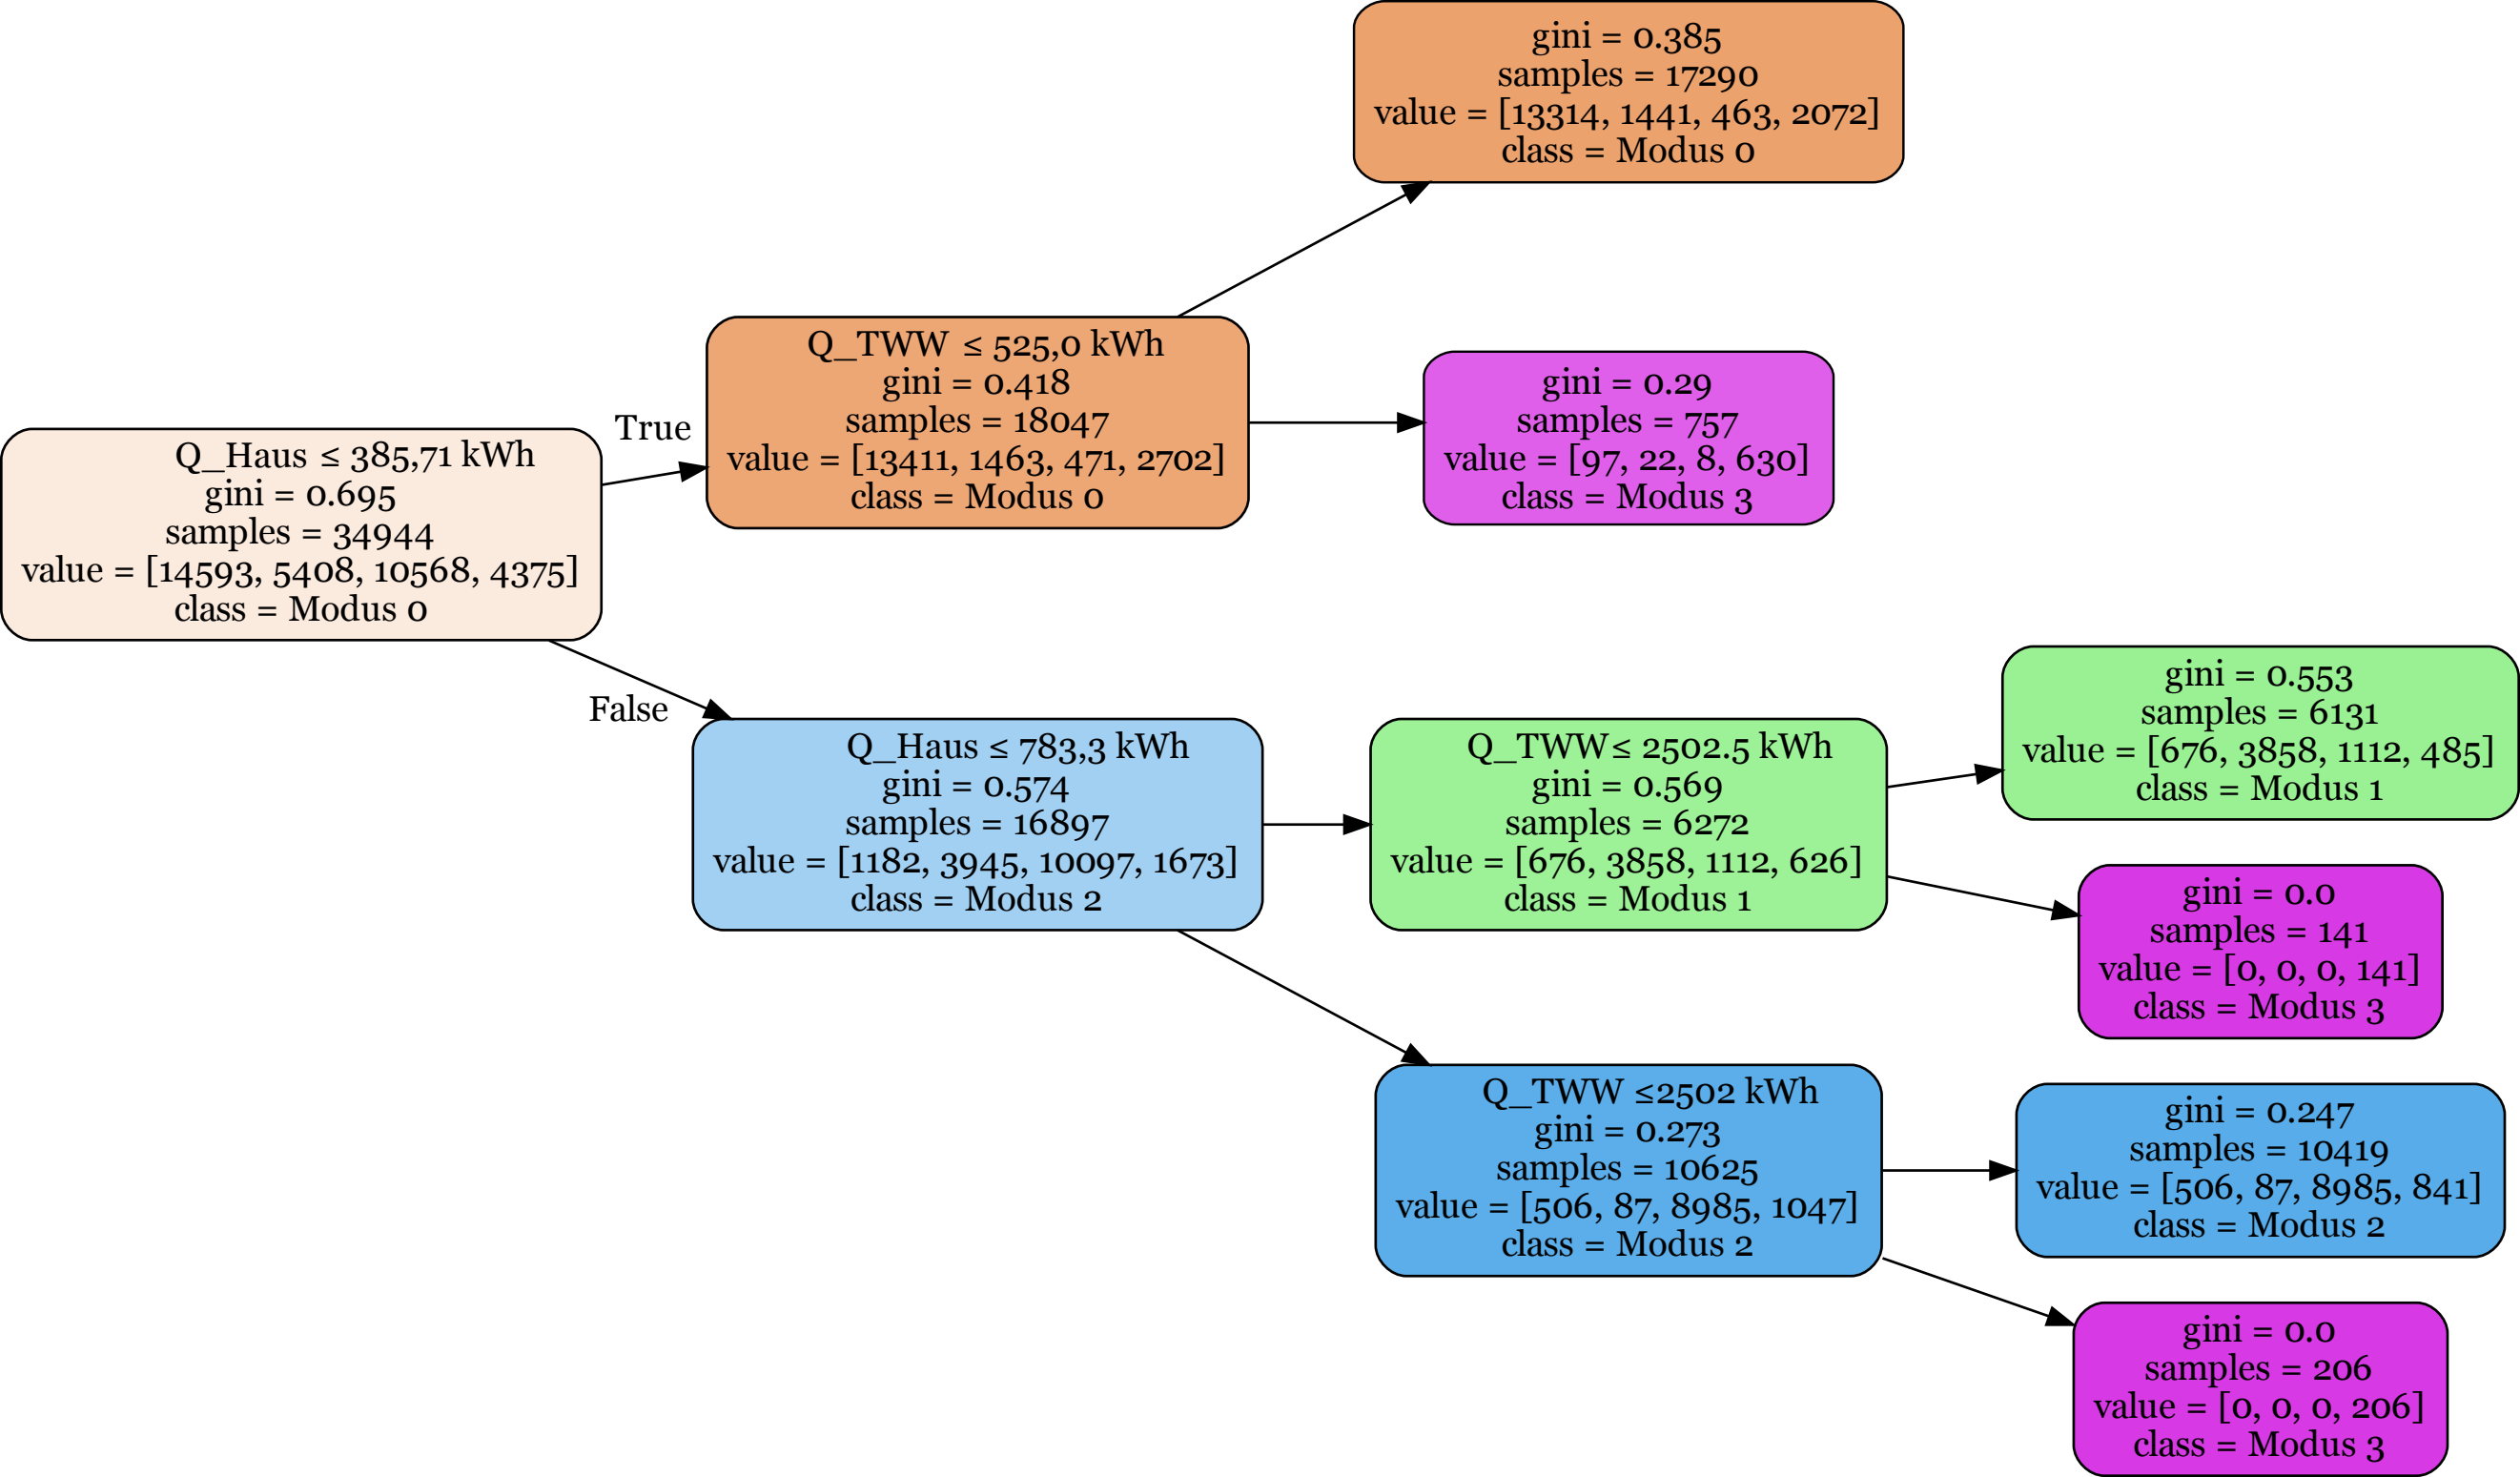 Q_Haus ≤ 385,71 kWh
gini = 0.695
samples = 34944
value = [14593, 5408, 10568, 4375]
class = Modus 0
True
False
Q_TWW ≤ 525,0 kWh
gini = 0.418
samples = 18047
value = [13411, 1463, 471, 2702]
class = Modus 0
gini = 0.385
samples = 17290
value = [13314, 1441, 463, 2072]
class = Modus 0
gini = 0.29
samples = 757
value = [97, 22, 8, 630]
class = Modus 3
Q_Haus ≤ 783,3 kWh
gini = 0.574
samples = 16897
value = [1182, 3945, 10097, 1673]
class = Modus 2
Q_TWW≤ 2502.5 kWh
gini = 0.569
samples = 6272
value = [676, 3858, 1112, 626]
class = Modus 1
gini = 0.553
samples = 6131
value = [676, 3858, 1112, 485]
class = Modus 1
gini = 0.0
samples = 141
value = [0, 0, 0, 141]
class = Modus 3
Q_TWW ≤2502 kWh
gini = 0.273
samples = 10625
value = [506, 87, 8985, 1047]
class = Modus 2
gini = 0.247
samples = 10419
value = [506, 87, 8985, 841]
class = Modus 2
gini = 0.0
samples = 206
value = [0, 0, 0, 206]
class = Modus 3